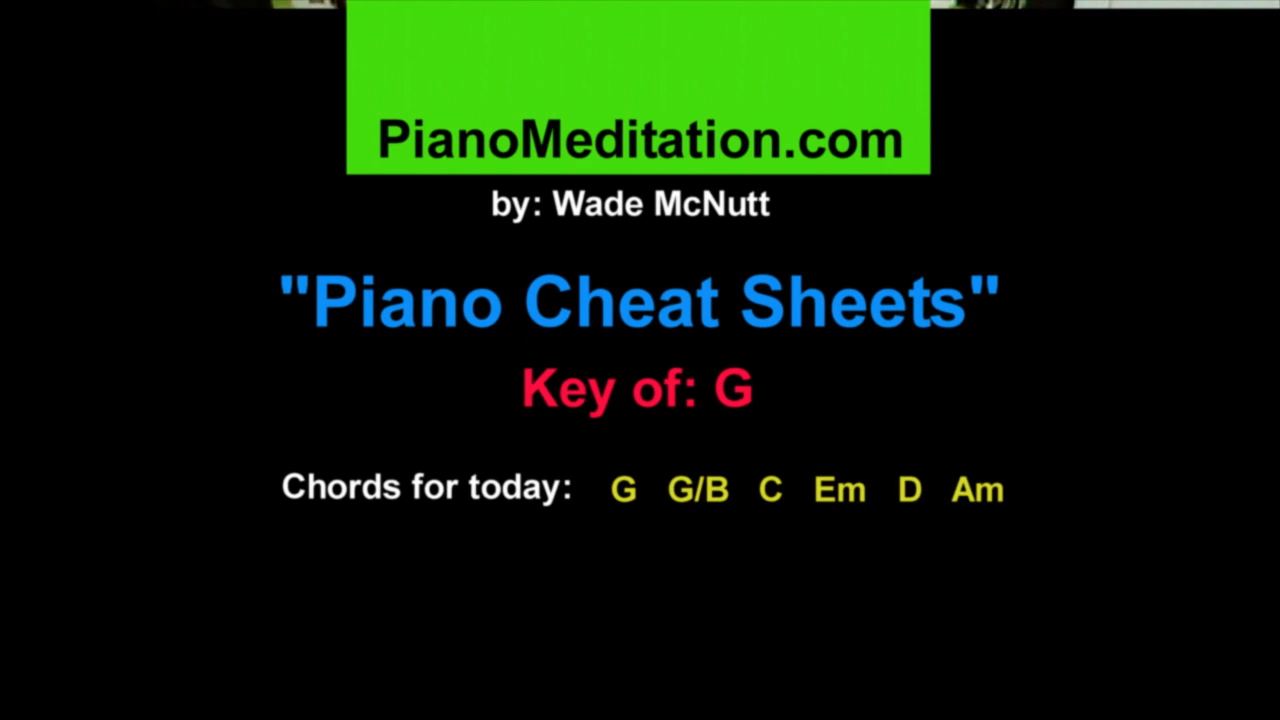 PianoMeditation.com
by: Wade McNutt
"Piano Cheat Sheets"
Key of: G
Chords for today: G G/B C Em D Am